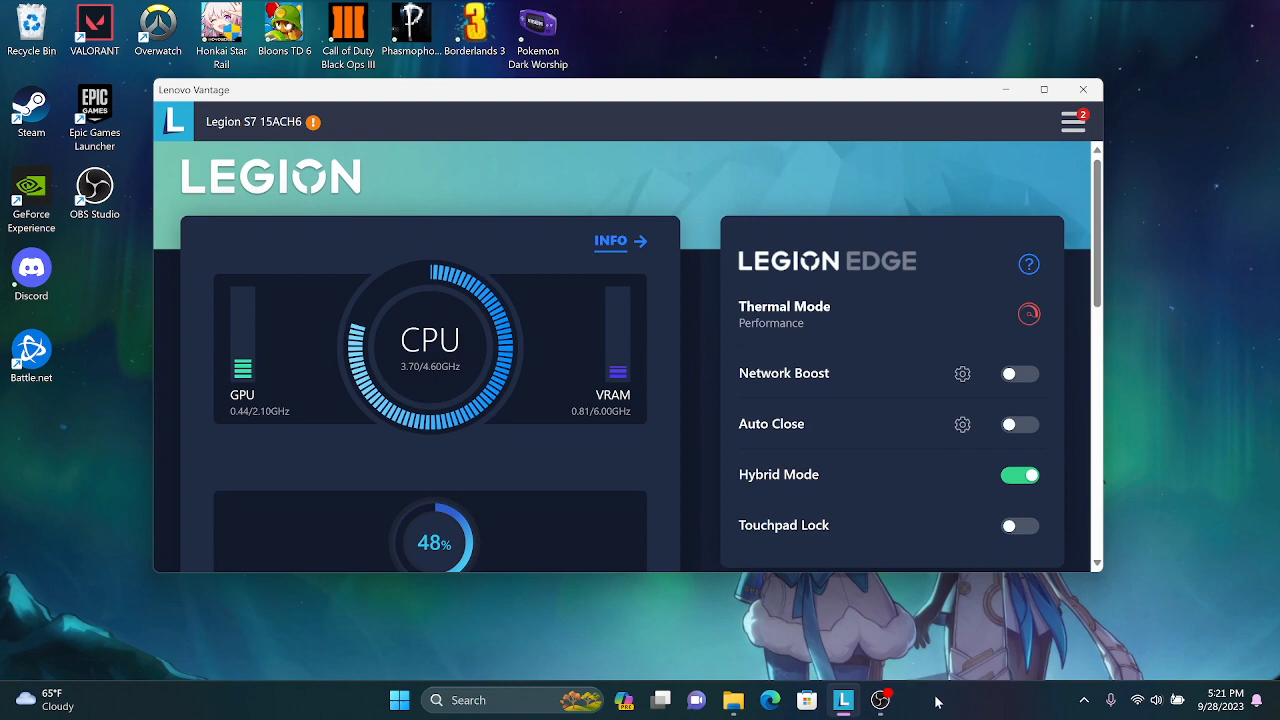 Recycle Bin
VALORANT
Overwatch
Honkai Star
Rail
Bloons TD 6
Call of Duty
Black Ops III
Phasmopho...
Borderlands 3
Pokemon
Dark Worship
Steam
EPIC
GAMES
Epic Games
Launcher
GeForce
Experience
OBS Studio
Discord
Battle.net
Lenovo Vantage
L
Legion S7 15ACH6
2
LEGION
INFO
CPU
3.70/4.60GHz
GPU
0.44/2.10GHz
VRAM
0.81/6.00GHz
48%
LEGION EDGE
?
Thermal Mode
Performance
Network Boost
Auto Close
Hybrid Mode
Touchpad Lock
65°F
Cloudy
Search
PRE
L
5:21 PM
9/28/2023